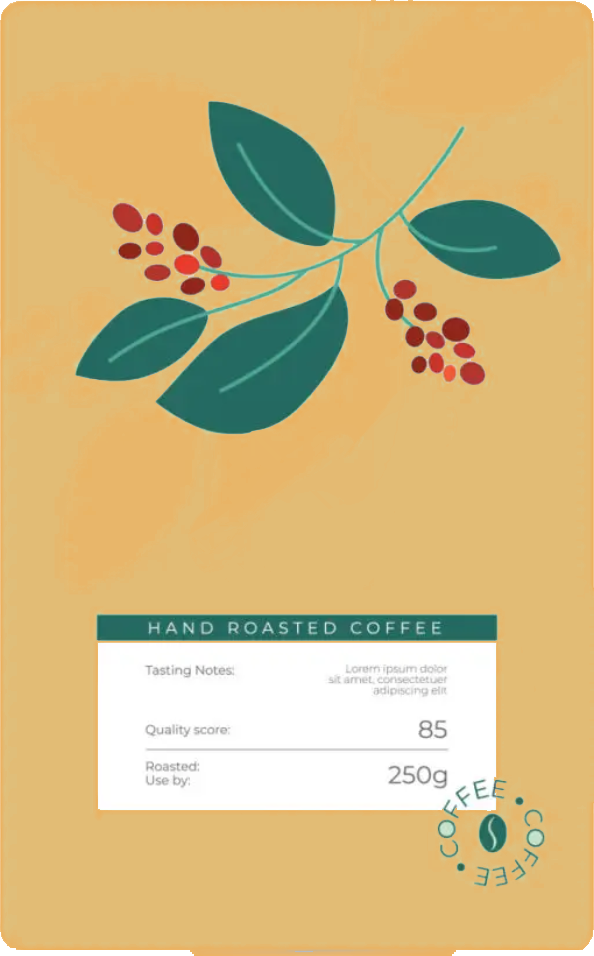 HAND ROASTED COFFEE
Tasting Notes:
Lorem ipsum dolor
sit amet, consectetuer
adipiscing elit
Quality score:
85
Roasted:
Use by:
250g
COFFEE • COFFEE •